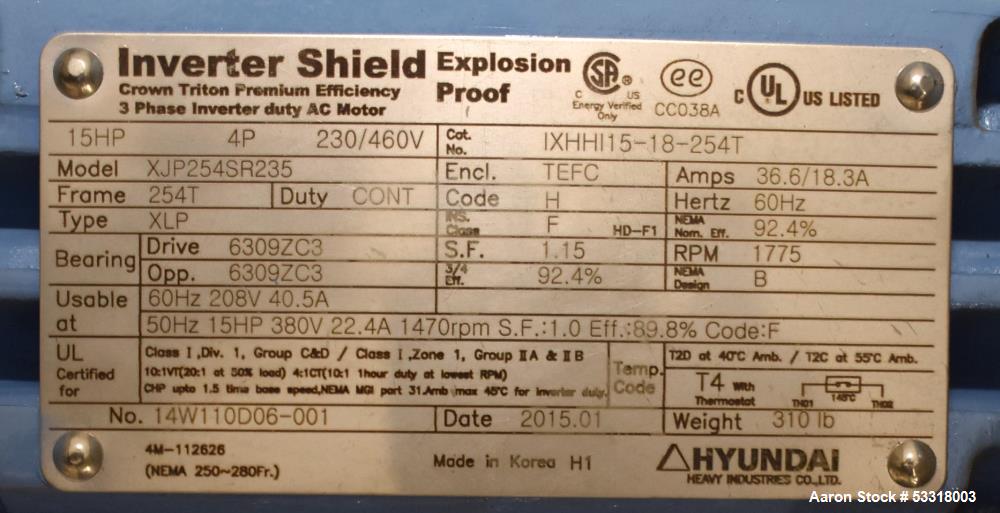 Inverter Shield Explosion Proof
Crown Triton Premium Efficiency
3 Phase Inverter duty AC Motor
SA ® C US Energy Verified Only
ee CC038A
C UL US LISTED
15HP 4P 230/460V Cat. No. IXHHI15-18-254T
Model XJP254SR235 Encl. TEFC Amps 36.6/18.3A
Frame 254T Duty CONT Code H Hertz 60Hz
Type XLP INS. Class F HD-F1 NEMA Nom. Eff. 92.4%
Bearing Drive 6309ZC3 S.F. 1.15 RPM 1775
Opp. 6309ZC3 3/4 Eff. 92.4% NEMA Design B
Usable at 60Hz 208V 40.5A
50Hz 15HP 380V 22.4A 1470rpm S.F.:1.0 Eff.:89.8% Code:F
UL Certified for
Class I ,Div. 1, Group C&D / Class I ,Zone 1, Group ⅡA & ⅡB
10:1VT(20:1 at 50% load) 4:1CT(10:1 1hour duty at lowest RPM)
CHP upto 1.5 time base speed,NEMA MG1 part 31.Amb max 45°C for inverter duty.
Temp. Code T2D at 40°C Amb. / T2C at 55°C Amb.
T4 With Thermostat TH01 145°C TH02
No. 14W110D06-001 Date 2015.01 Weight 310 lb
4M-112626
(NEMA 250~280Fr.)
Made in Korea H1
HYUNDAI
HEAVY INDUSTRIES CO.,LTD.
Aaron Stock # 53318003